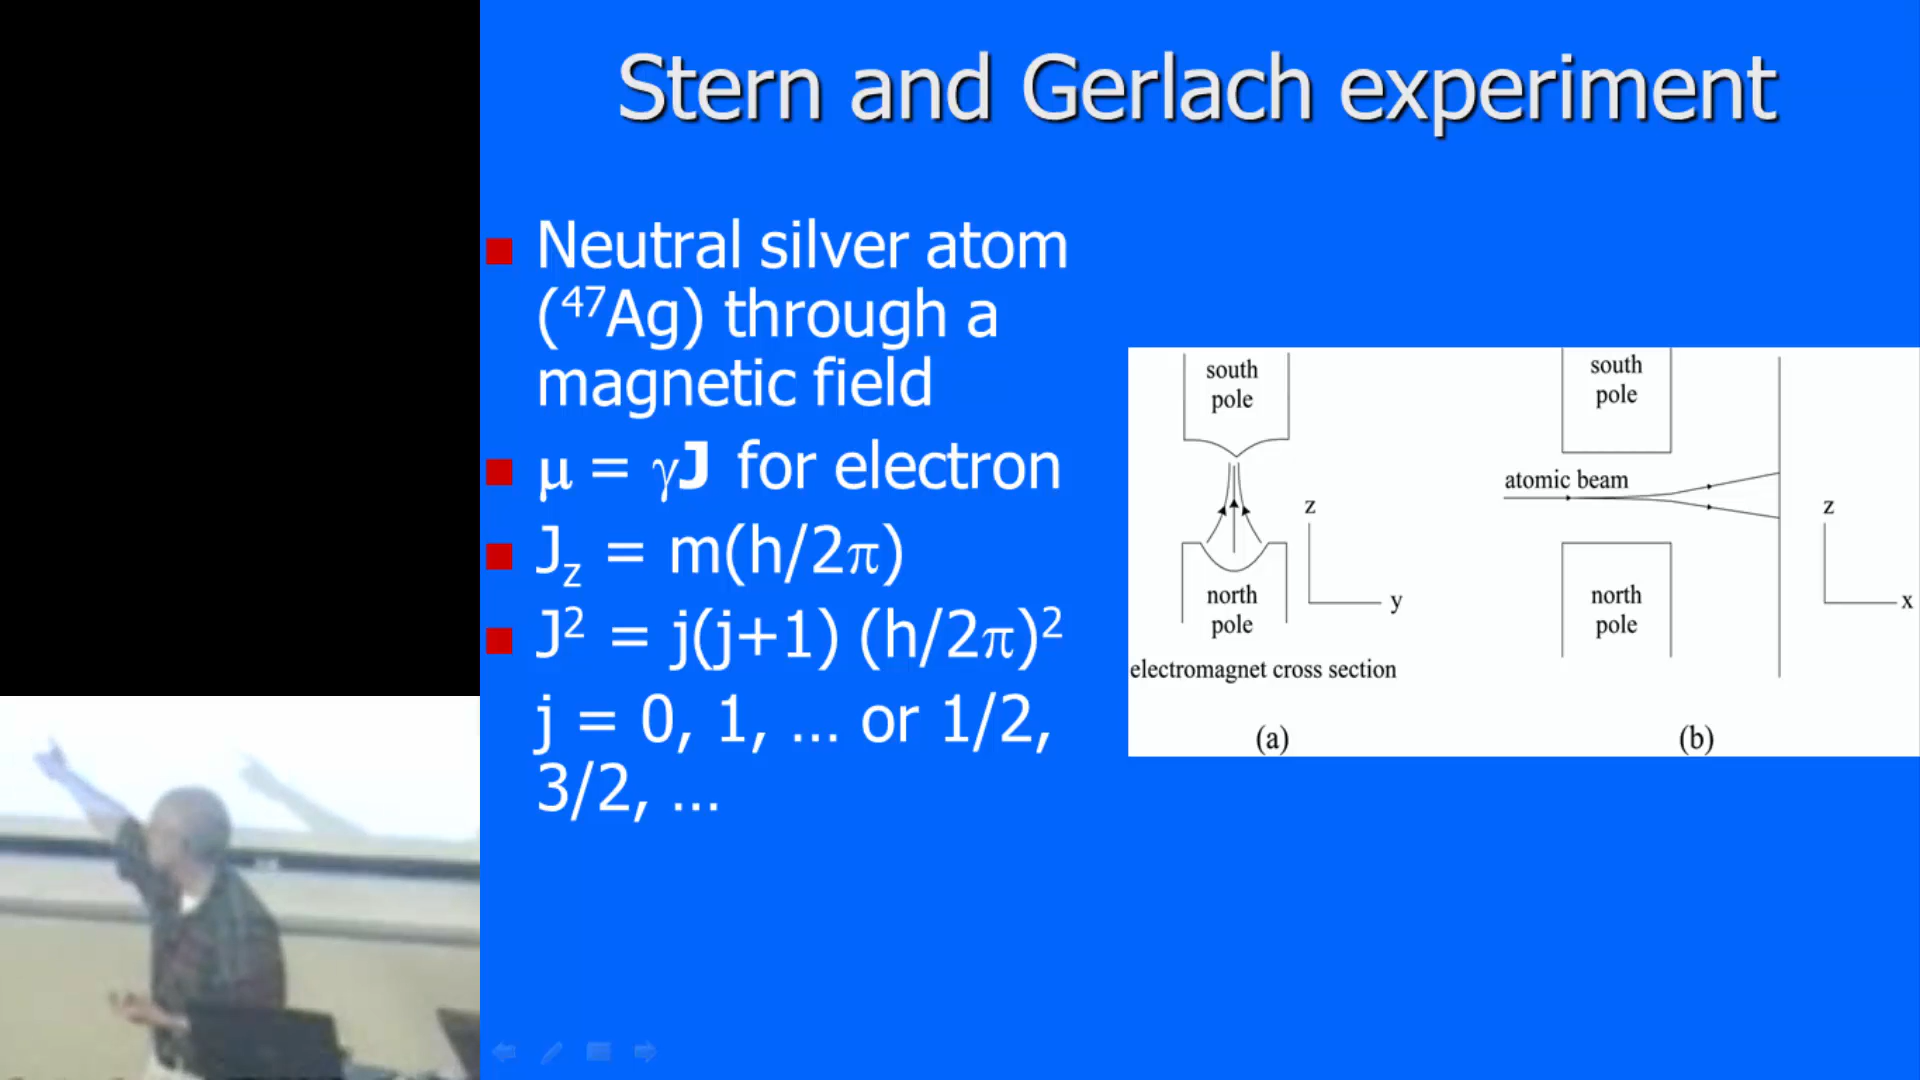 Stern and Gerlach experiment
Neutral silver atom
(⁴⁷Ag) through a
magnetic field
μ = γJ for electron
J_z = m(h/2π)
J² = j(j+1) (h/2π)²
j = 0, 1, … or 1/2,
3/2, …
south
pole
z
y
north
pole
electromagnet cross section
(a)
south
pole
atomic beam
z
x
north
pole
(b)